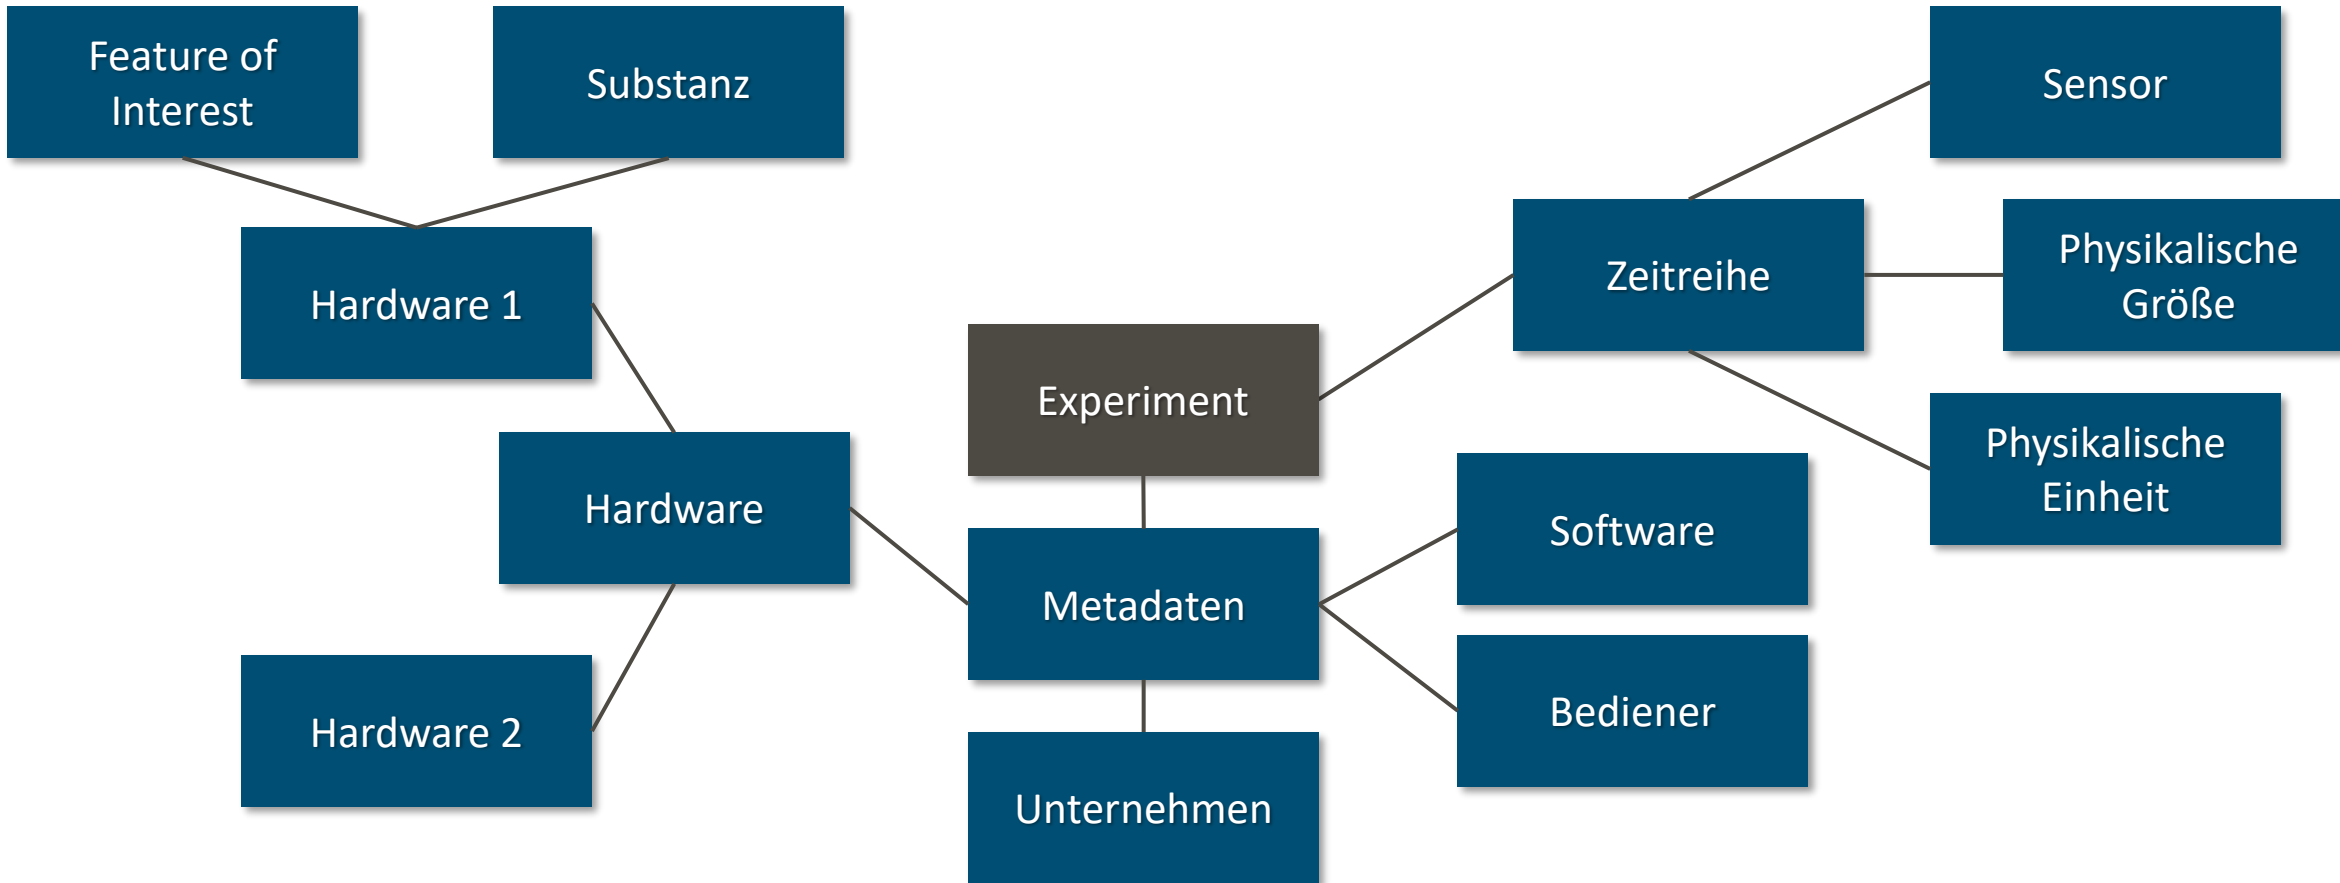 Feature of
Interest
Substanz
Sensor
Hardware 1
Zeitreihe
Physikalische
Größe
Experiment
Hardware
Physikalische
Einheit
Software
Metadaten
Hardware 2
Bediener
Unternehmen